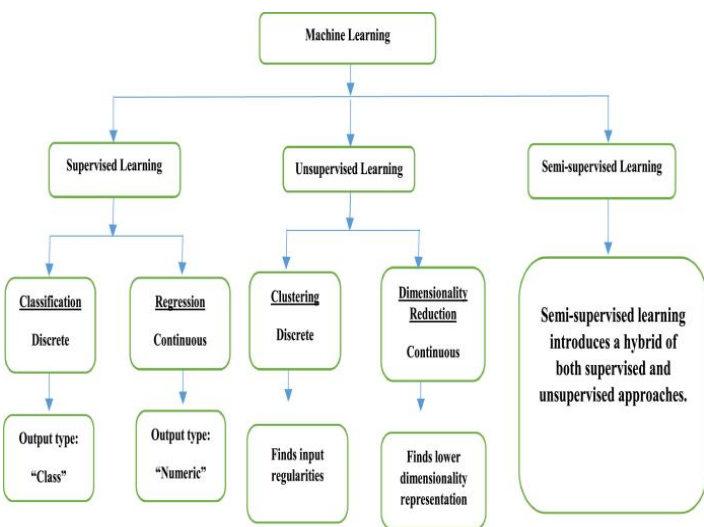 Machine Learning
Supervised Learning
Unsupervised Learning
Semi-supervised Learning
Classification
Discrete
Regression
Continuous
Clustering
Discrete
Dimensionality
Reduction
Continuous
Semi-supervised learning
introduces a hybrid of
both supervised and
unsupervised approaches.
Output type:
“Class”
Output type:
“Numeric”
Finds input
regularities
Finds lower
dimensionality
representation